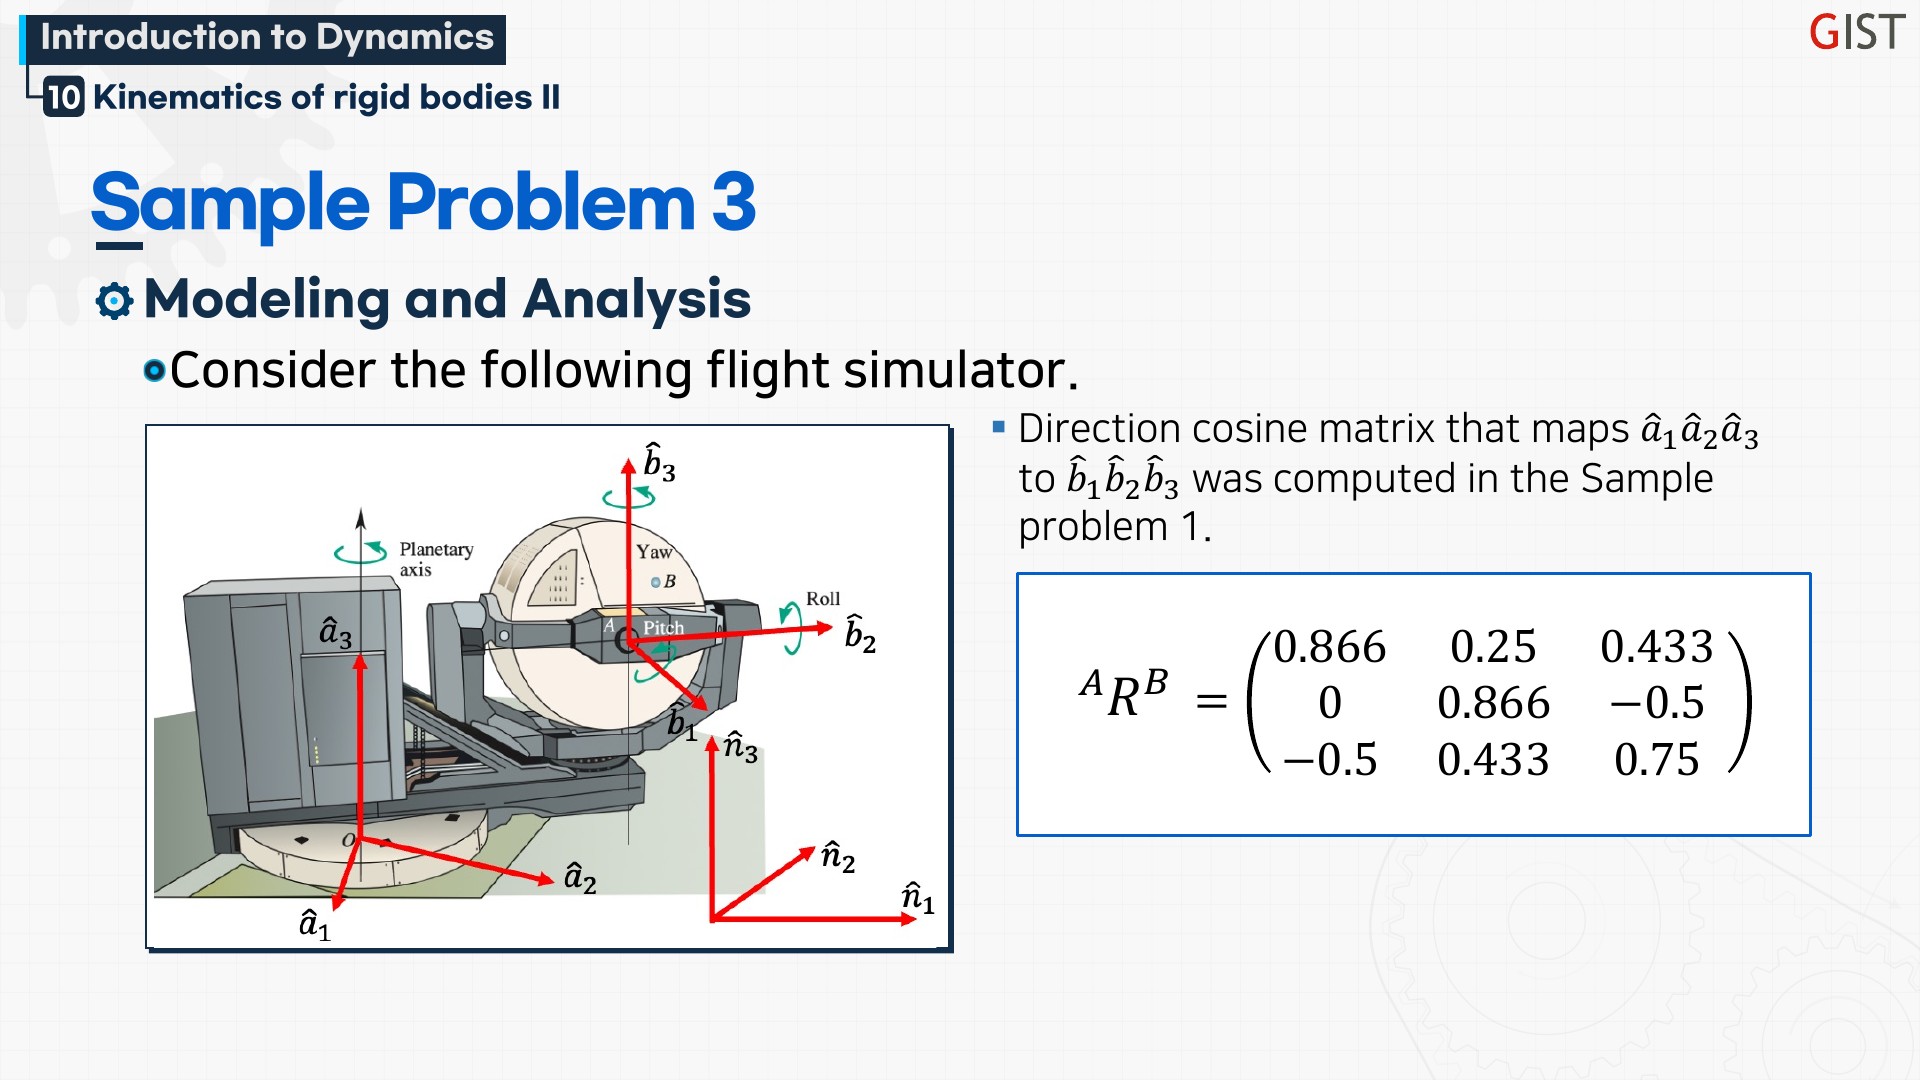 Introduction to Dynamics
GIST
10 Kinematics of rigid bodies II
Sample Problem 3
Modeling and Analysis
Consider the following flight simulator.
Direction cosine matrix that maps â₁â₂â₃
to b̂₁b̂₂b̂₃ was computed in the Sample
problem 1.
ᴬRᴮ = (0.866 0.25 0.433
0 0.866 −0.5
−0.5 0.433 0.75)
b̂₃
Planetary
axis
Yaw
B
Roll
â₃
A
Pitch
b̂₂
b̂₁
n̂₃
O
â₂
n̂₂
n̂₁
â₁